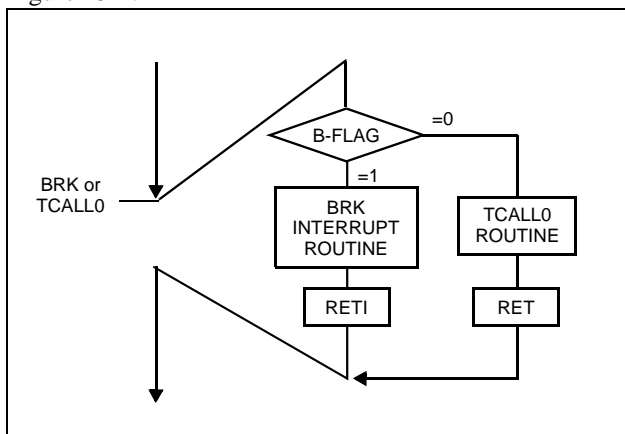 B-FLAG
=0
=1
BRK or
TCALL0
BRK
INTERRUPT
ROUTINE
TCALL0
ROUTINE
RETI
RET